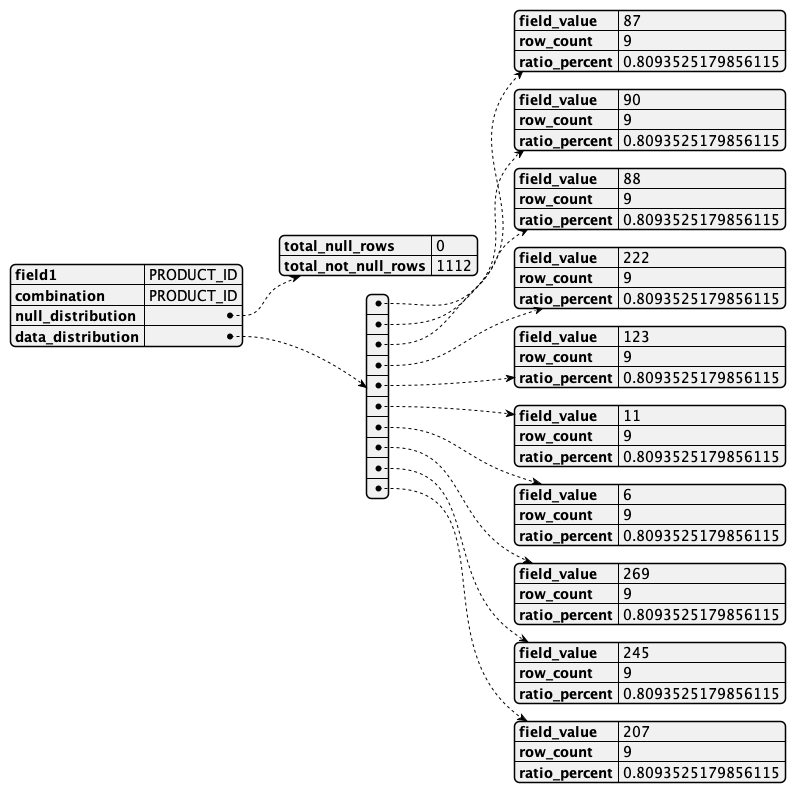 field1 PRODUCT_ID
combination PRODUCT_ID
null_distribution
data_distribution
total_null_rows 0
total_not_null_rows 1112
field_value 87
row_count 9
ratio_percent 0.8093525179856115
field_value 90
row_count 9
ratio_percent 0.8093525179856115
field_value 88
row_count 9
ratio_percent 0.8093525179856115
field_value 222
row_count 9
ratio_percent 0.8093525179856115
field_value 123
row_count 9
ratio_percent 0.8093525179856115
field_value 11
row_count 9
ratio_percent 0.8093525179856115
field_value 6
row_count 9
ratio_percent 0.8093525179856115
field_value 269
row_count 9
ratio_percent 0.8093525179856115
field_value 245
row_count 9
ratio_percent 0.8093525179856115
field_value 207
row_count 9
ratio_percent 0.8093525179856115